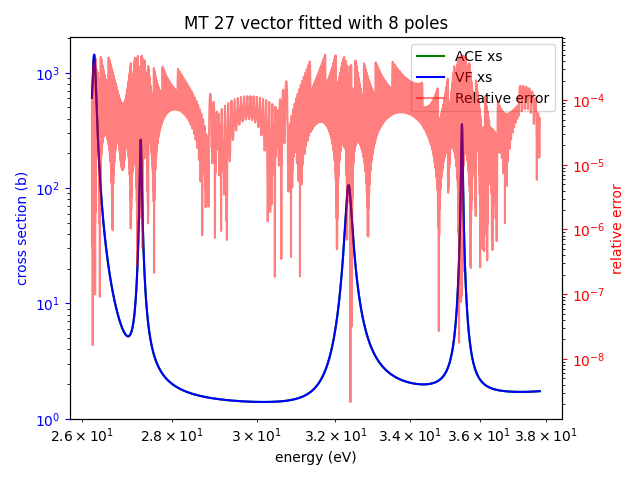 MT 27 vector fitted with 8 poles
ACE xs
VF xs
Relative error
cross section (b)
10³
10²
10¹
10⁰
relative error
10⁻⁴
10⁻⁵
10⁻⁶
10⁻⁷
10⁻⁸
2.6 × 10¹ 2.8 × 10¹ 3 × 10¹ 3.2 × 10¹ 3.4 × 10¹ 3.6 × 10¹ 3.8 × 10¹
energy (eV)